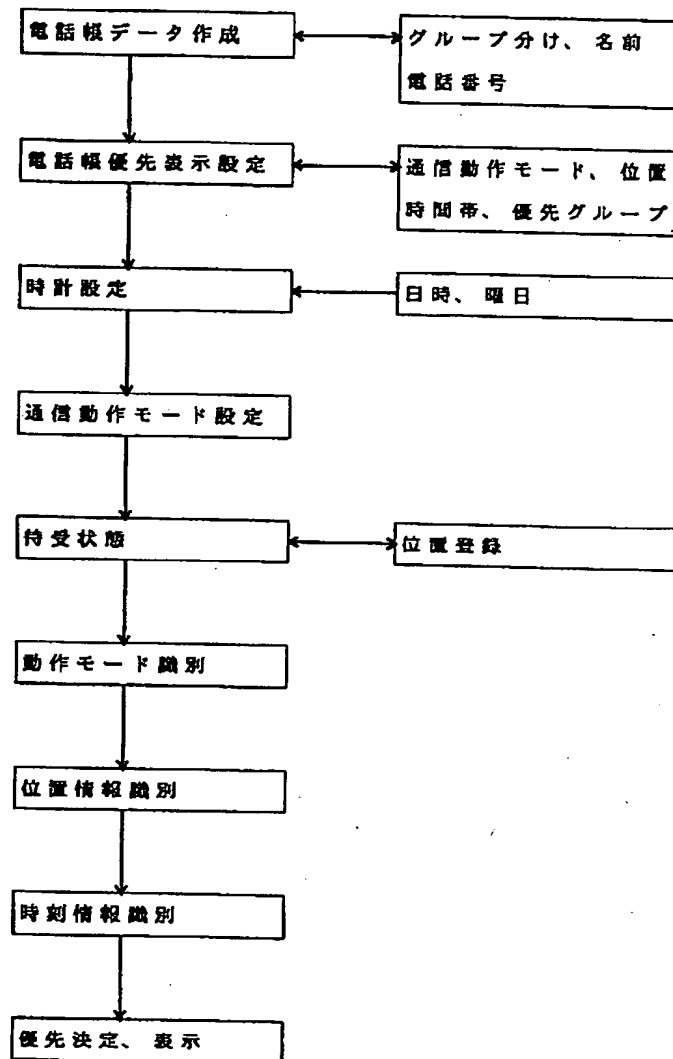 電話帳データ作成
グループ分け、名前
電話番号
電話帳優先表示設定
通信動作モード、位置
時間帯、優先グループ
時計設定
日時、曜日
通信動作モード設定
待受状態
位置登録
動作モード識別
位置情報識別
時刻情報識別
優先決定、表示